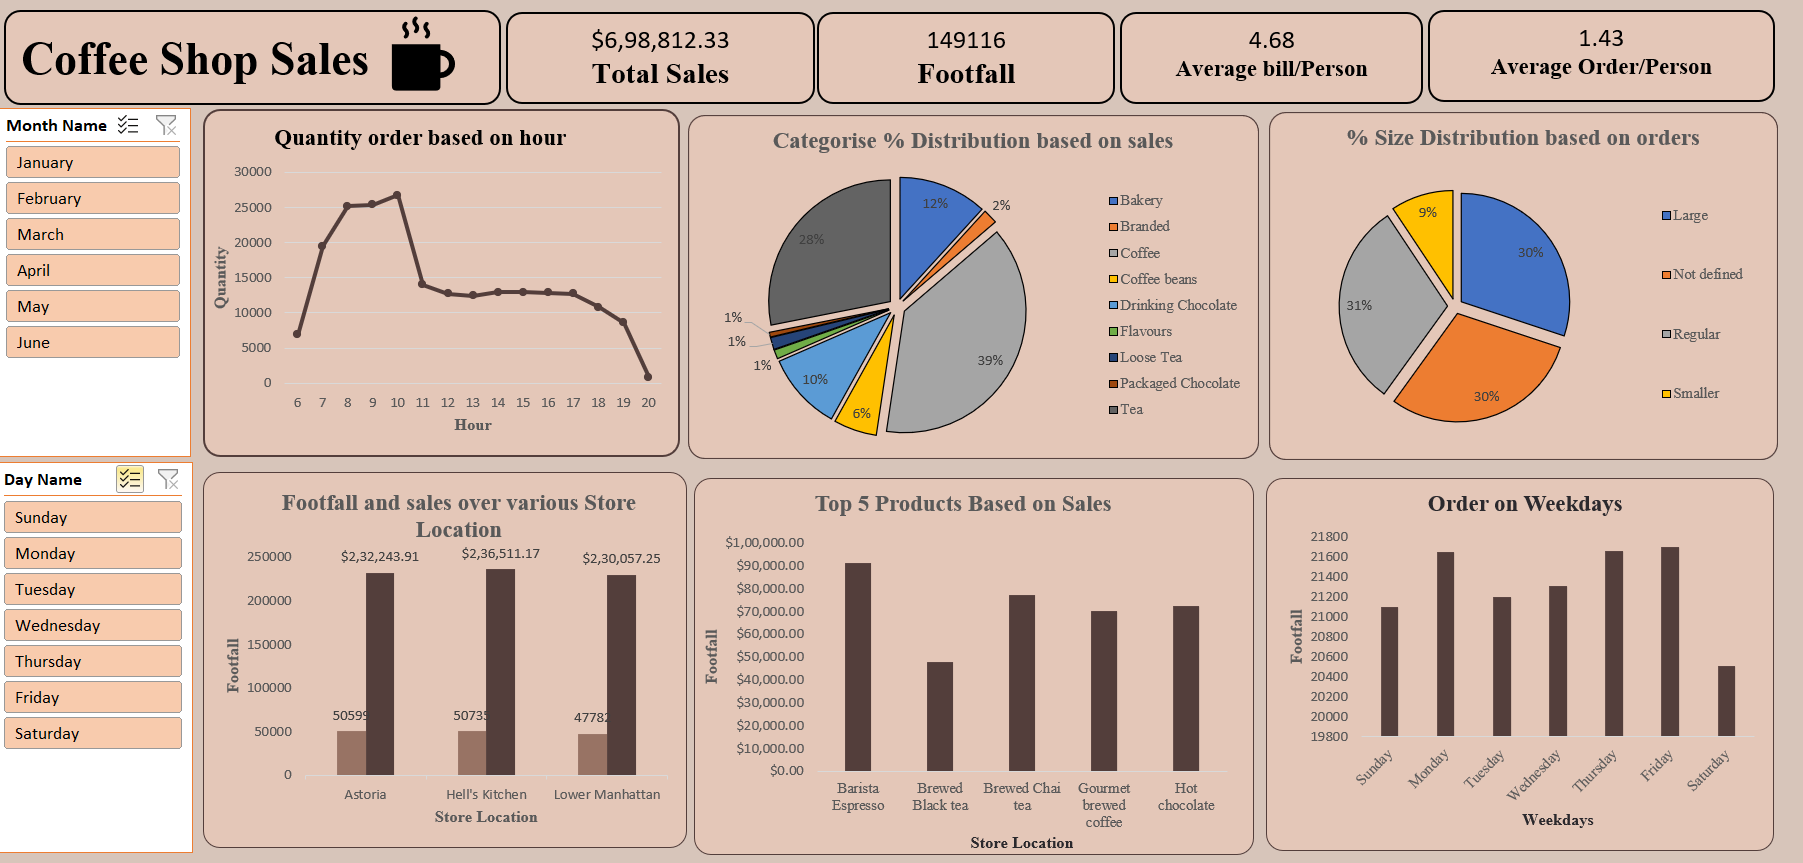 Coffee Shop Sales
$6,98,812.33
Total Sales
149116
Footfall
4.68
Average bill/Person
1.43
Average Order/Person
Month Name
January
February
March
April
May
June
Day Name
Sunday
Monday
Tuesday
Wednesday
Thursday
Friday
Saturday
Quantity order based on hour
Quantity
30000
25000
20000
15000
10000
5000
0
6 7 8 9 10 11 12 13 14 15 16 17 18 19 20
Hour
Categorise % Distribution based on sales
12%
2%
39%
6%
10%
1%
1%
1%
28%
Bakery
Branded
Coffee
Coffee beans
Drinking Chocolate
Flavours
Loose Tea
Packaged Chocolate
Tea
% Size Distribution based on orders
30%
30%
31%
9%
Large
Not defined
Regular
Smaller
Footfall and sales over various Store
Location
Footfall
250000
200000
150000
100000
50000
0
$2,32,243.91
$2,36,511.17
$2,30,057.25
50599
50735
47782
Astoria
Hell's Kitchen
Lower Manhattan
Store Location
Top 5 Products Based on Sales
Footfall
$1,00,000.00
$90,000.00
$80,000.00
$70,000.00
$60,000.00
$50,000.00
$40,000.00
$30,000.00
$20,000.00
$10,000.00
$0.00
Barista
Espresso
Brewed
Black tea
Brewed Chai
tea
Gourmet
brewed
coffee
Hot
chocolate
Store Location
Order on Weekdays
Footfall
21800
21600
21400
21200
21000
20800
20600
20400
20200
20000
19800
Sunday
Monday
Tuesday
Wednesday
Thursday
Friday
Saturday
Weekdays